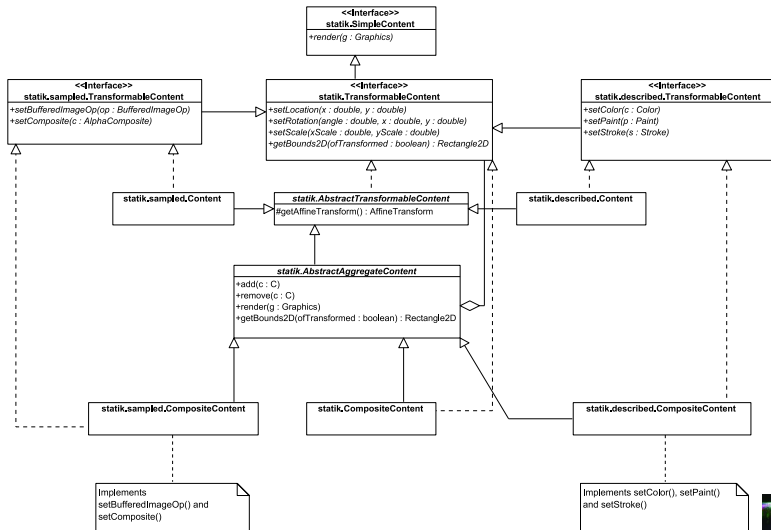 <<Interface>>
statik.SimpleContent
+render(g : Graphics)
<<Interface>>
statik.sampled.TransformableContent
+setBufferedImageOp(op : BufferedImageOp)
+setComposite(c : AlphaComposite)
<<Interface>>
statik.TransformableContent
+setLocation(x : double, y : double)
+setRotation(angle : double, x : double, y : double)
+setScale(xScale : double, yScale : double)
+getBounds2D(ofTransformed : boolean) : Rectangle2D
<<Interface>>
statik.described.TransformableContent
+setColor(c : Color)
+setPaint(p : Paint)
+setStroke(s : Stroke)
statik.sampled.Content
statik.AbstractTransformableContent
#getAffineTransform() : AffineTransform
statik.described.Content
statik.AbstractAggregateContent
+add(c : C)
+remove(c : C)
+render(g : Graphics)
+getBounds2D(ofTransformed : boolean) : Rectangle2D
statik.sampled.CompositeContent
statik.CompositeContent
statik.described.CompositeContent
Implements
setBufferedImageOp() and
setComposite()
Implements setColor(), setPaint()
and setStroke()